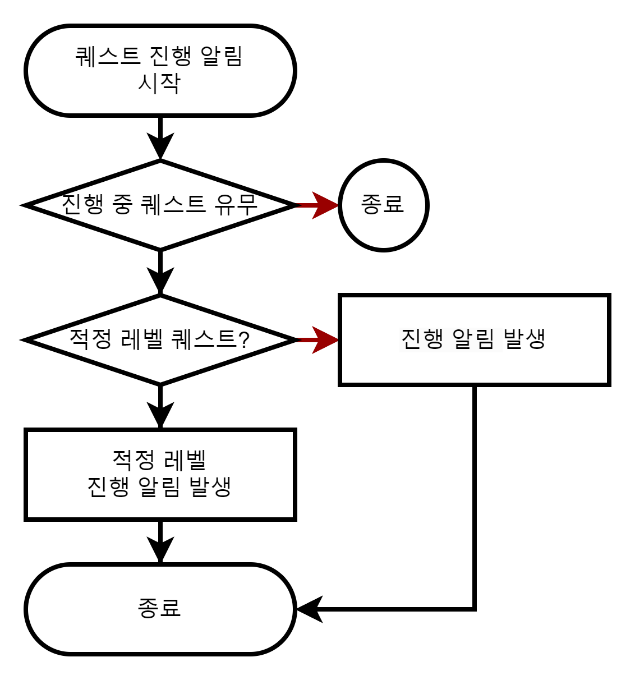 퀘스트 진행 알림
시작
진행 중 퀘스트 유무
종료
적정 레벨 퀘스트?
진행 알림 발생
적정 레벨
진행 알림 발생
종료